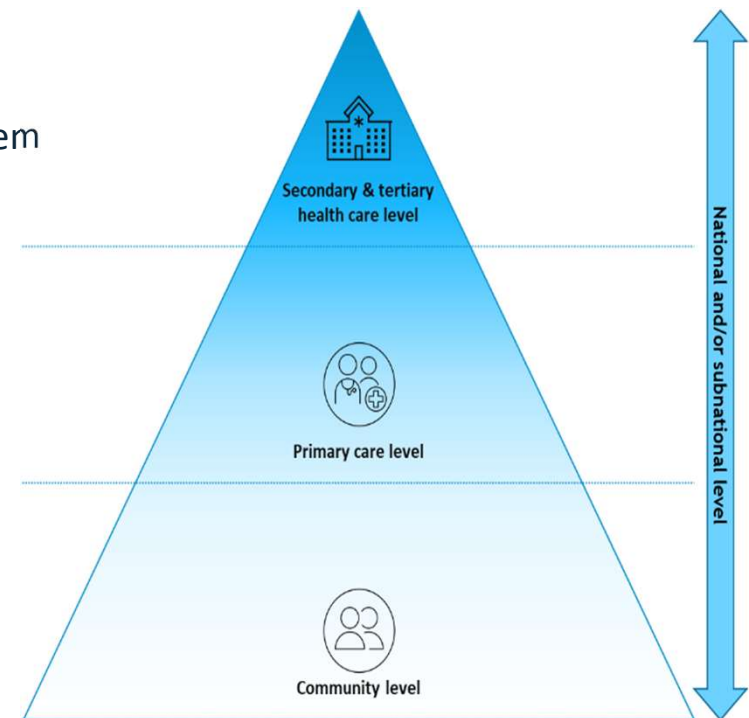 em
Secondary & tertiary
health care level
Primary care level
Community level
National and/or subnational level